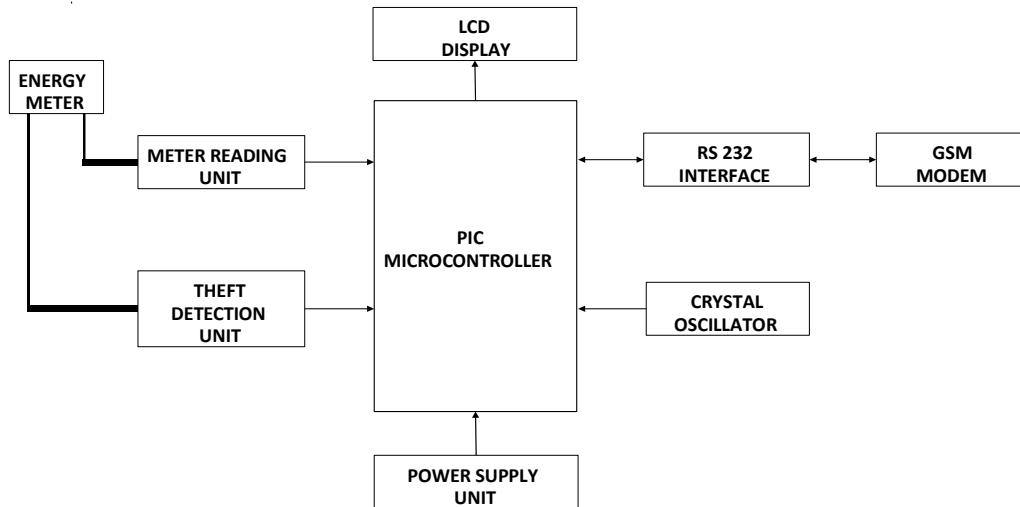 LCD
DISPLAY
ENERGY
METER
METER READING
UNIT
RS 232
INTERFACE
GSM
MODEM
PIC
MICROCONTROLLER
THEFT
DETECTION
UNIT
CRYSTAL
OSCILLATOR
POWER SUPPLY
UNIT